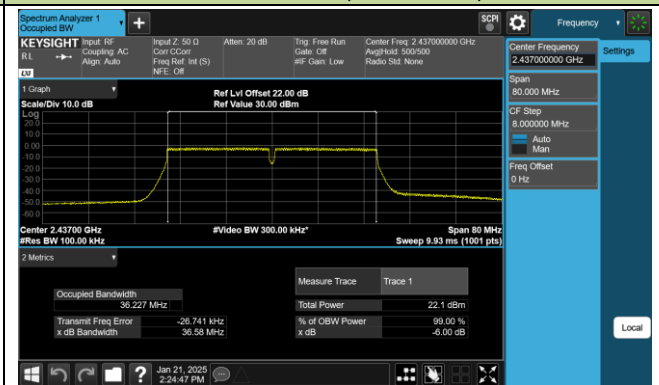 Spectrum Analyzer 1
Occupied BW
SCPI
Frequency
KEYSIGHT
R L
LXI
Input: RF
Coupling: AC
Align: Auto
Input Z: 50 Ω
Corr CCorr
Freq Ref: Int (S)
NFE: Off
Atten: 20 dB
Trig: Free Run
Gate: Off
#IF Gain: Low
Center Freq: 2.437000000 GHz
Avg|Hold: 500/500
Radio Std: None
Center Frequency
2.437000000 GHz
Settings
Span
80.000 MHz
CF Step
8.000000 MHz
Auto
Man
Freq Offset
0 Hz
1 Graph
Scale/Div 10.0 dB
Ref Lvl Offset 22.00 dB
Ref Value 30.00 dBm
Log
20.0
10.0
0.00
-10.0
-20.0
-30.0
-40.0
-50.0
-60.0
Center 2.43700 GHz
#Res BW 100.00 kHz
#Video BW 300.00 kHz*
Span 80 MHz
Sweep 9.93 ms (1001 pts)
2 Metrics
Measure Trace Trace 1
Occupied Bandwidth
36.227 MHz
Total Power 22.1 dBm
Transmit Freq Error -26.741 kHz
% of OBW Power 99.00 %
x dB Bandwidth 36.58 MHz
x dB -6.00 dB
Local
?
Jan 21, 2025
2:24:47 PM